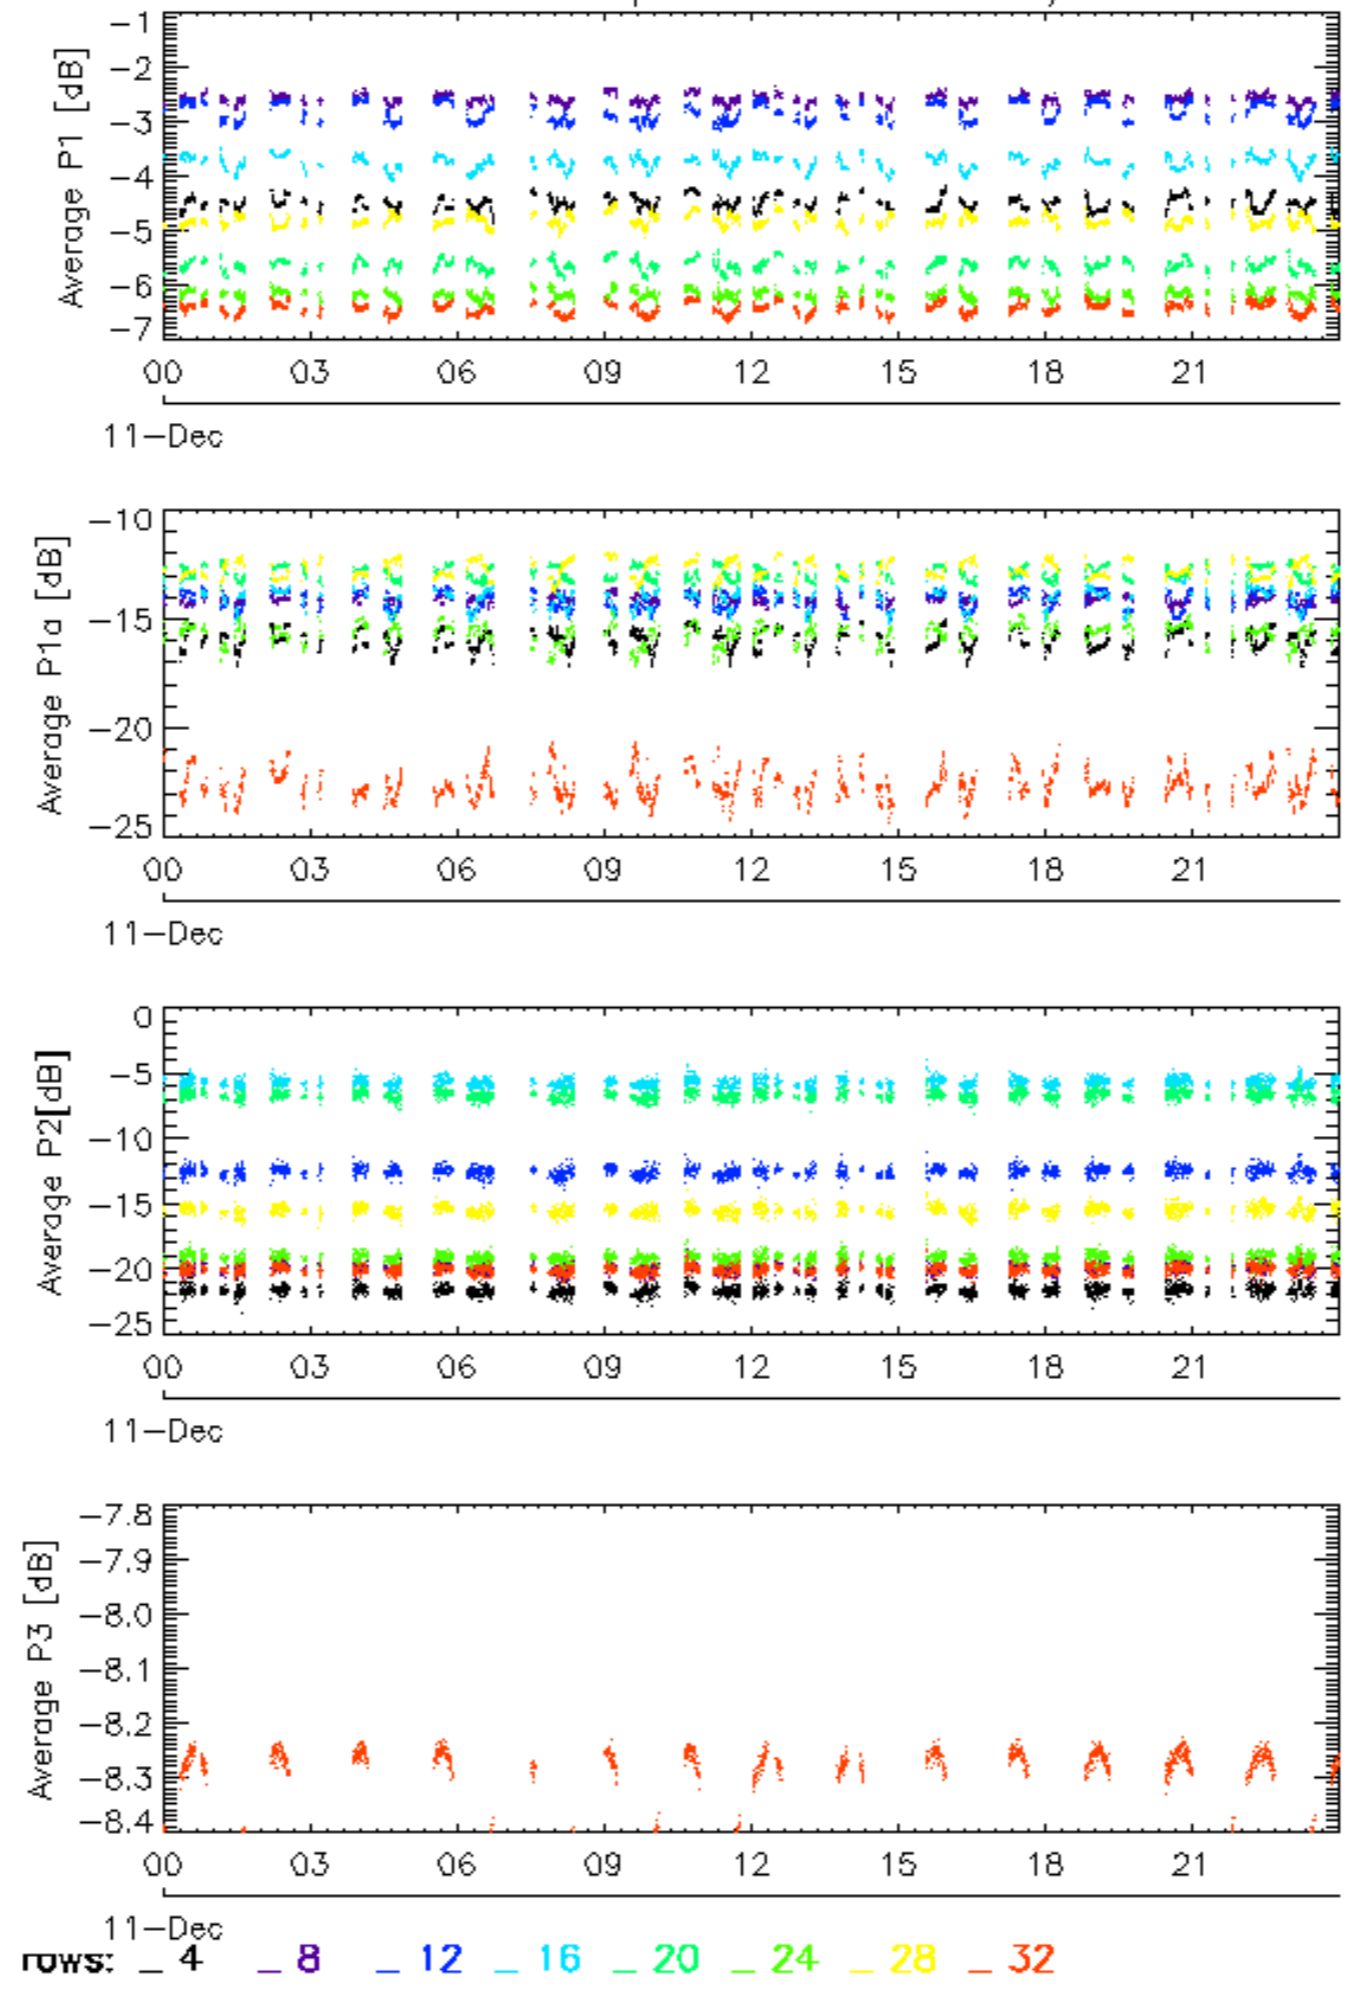 Average P1 [dB]
-1
-2
-3
-4
-5
-6
-7
00 03 06 09 12 15 18 21
11-Dec
Average P1a [dB]
-10
-15
-20
-25
00 03 06 09 12 15 18 21
11-Dec
Average P2[dB]
0
-5
-10
-15
-20
-25
00 03 06 09 12 15 18 21
11-Dec
Average P3 [dB]
-7.8
-7.9
-8.0
-8.1
-8.2
-8.3
-8.4
00 03 06 09 12 15 18 21
11-Dec
rows: _ 4 _ 8 _ 12 _ 16 _ 20 _ 24 _ 28 _ 32